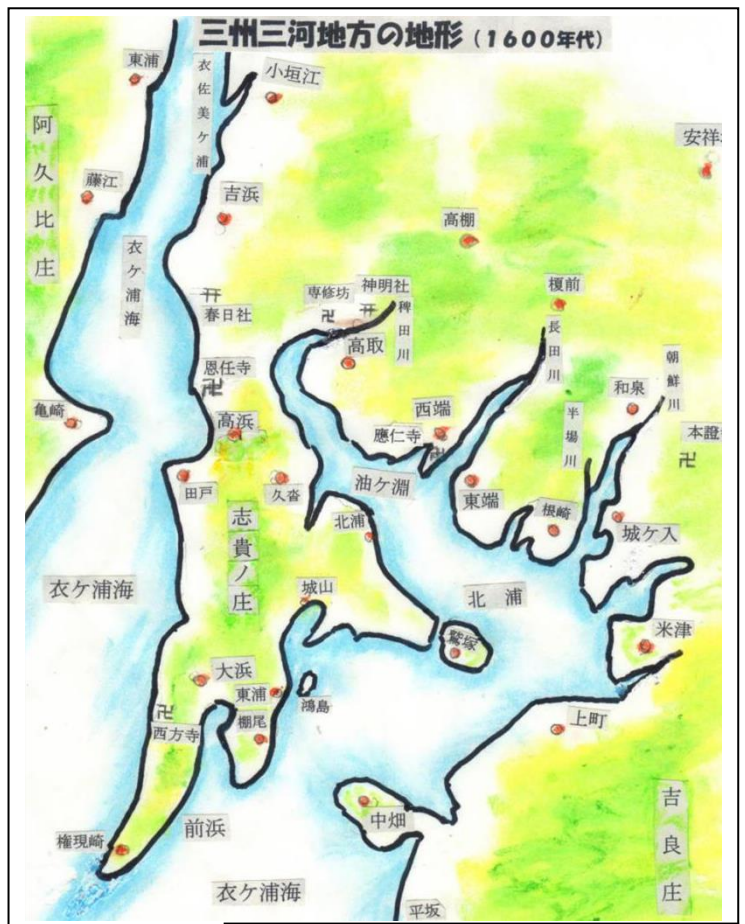 三州三河地方の地形（1600年代）
東浦
衣佐美ケ浦
小垣江
阿久比庄
安祥
藤江
吉浜
高棚
衣ケ浦海
春日社
専修坊
神明社
稗田川
榎前
高取
長田川
朝鮮川
恩任寺
和泉
西端
半場川
亀崎
高浜
應仁寺
本證
田戸
久沓
油ケ淵
東端
志貴ノ庄
北浦
根崎
城ケ入
衣ケ浦海
城山
北浦
鷲塚
米津
大浜
東浦
鴻島
上町
西方寺
棚尾
吉良庄
権現崎
前浜
中畑
衣ケ浦海
平坂